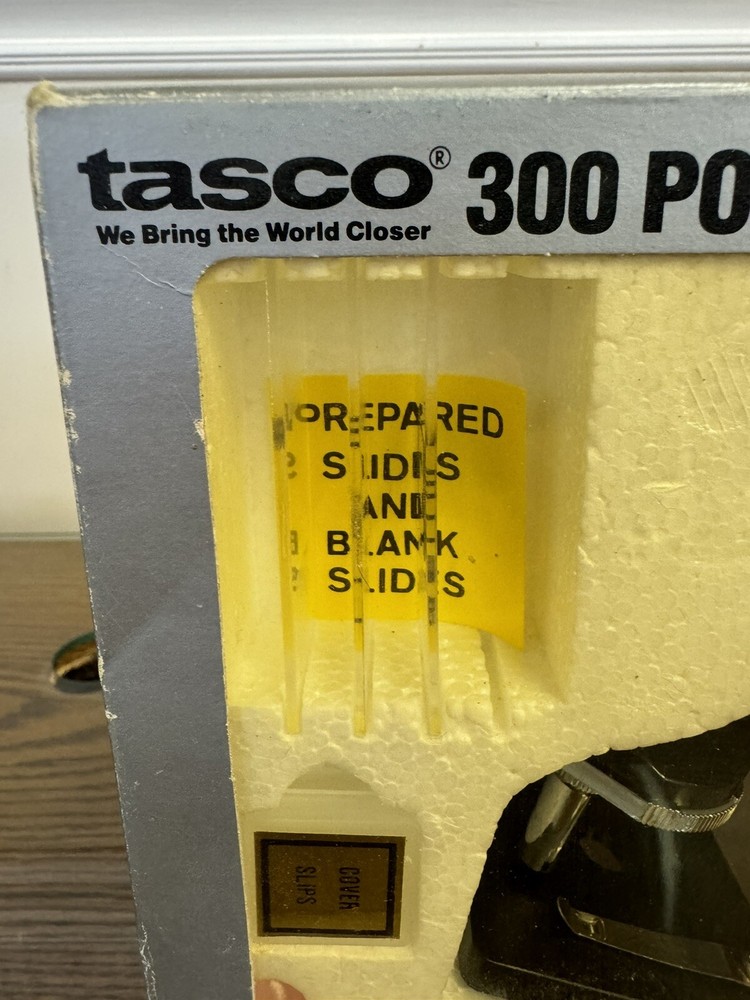 tasco® 300 PO
We Bring the World Closer
PREPARED
SLIDES
AND
BLANK
SLIDES
COVER
SLIPS